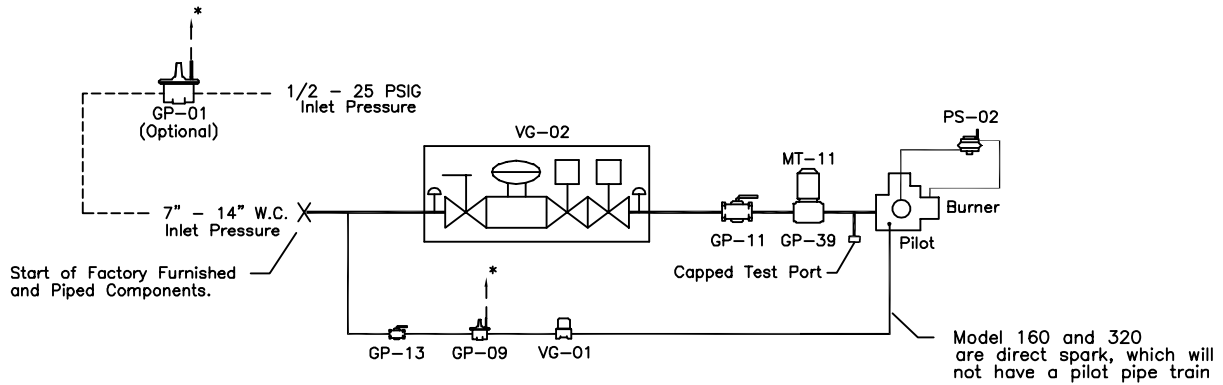 *
1/2 - 25 PSIG
Inlet Pressure
GP-01
(Optional)
VG-02
PS-02
MT-11
7" - 14" W.C.
Inlet Pressure
Burner
GP-11
GP-39
Pilot
Start of Factory Furnished
and Piped Components.
*
Capped Test Port
GP-13
GP-09
VG-01
Model 160 and 320
are direct spark, which will
not have a pilot pipe train